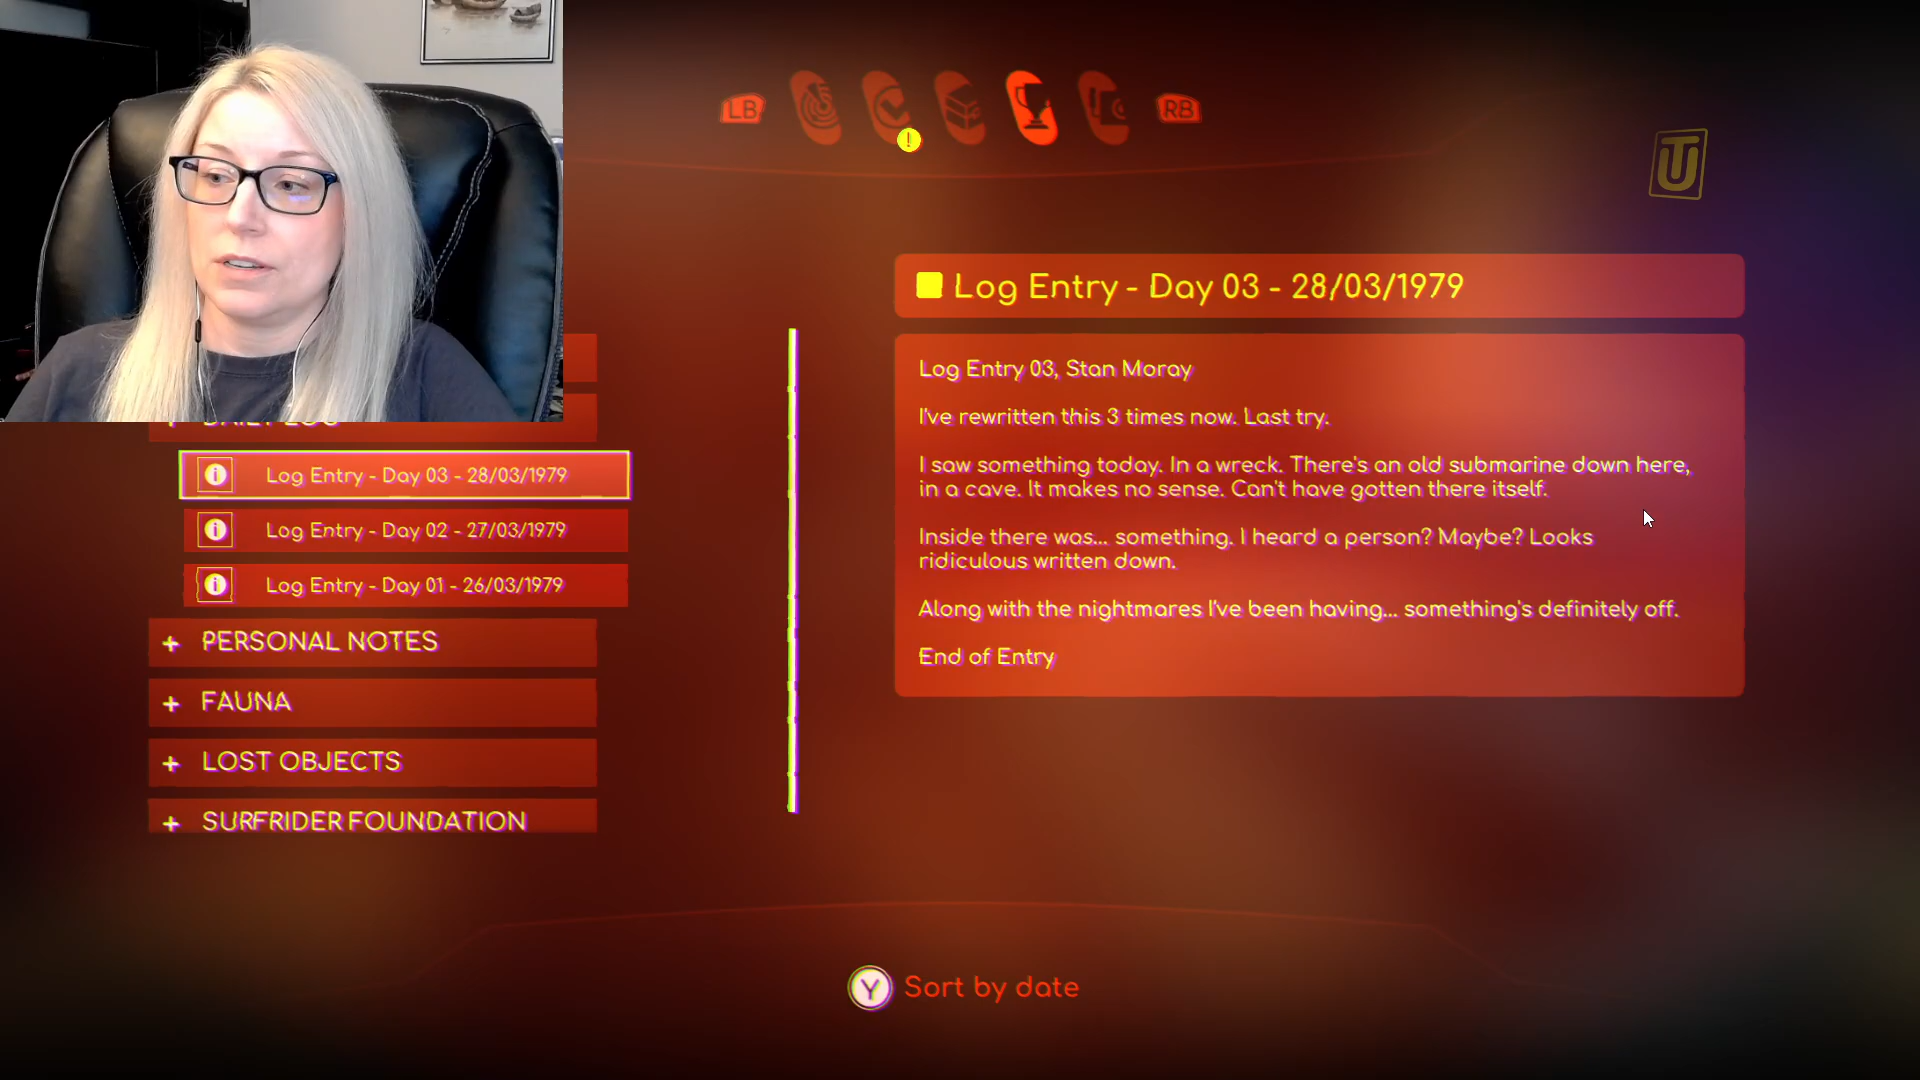 LB
!
RB
TU
Log Entry - Day 03 - 28/03/1979
Log Entry 03, Stan Moray
I've rewritten this 3 times now. Last try.
I saw something today. In a wreck. There's an old submarine down here,
in a cave. It makes no sense. Can't have gotten there itself.
Inside there was... something. I heard a person? Maybe? Looks
ridiculous written down.
Along with the nightmares I've been having... something's definitely off.
End of Entry
DAILY LOG
i Log Entry - Day 03 - 28/03/1979
i Log Entry - Day 02 - 27/03/1979
i Log Entry - Day 01 - 26/03/1979
+ PERSONAL NOTES
+ FAUNA
+ LOST OBJECTS
+ SURFRIDER FOUNDATION
Y Sort by date